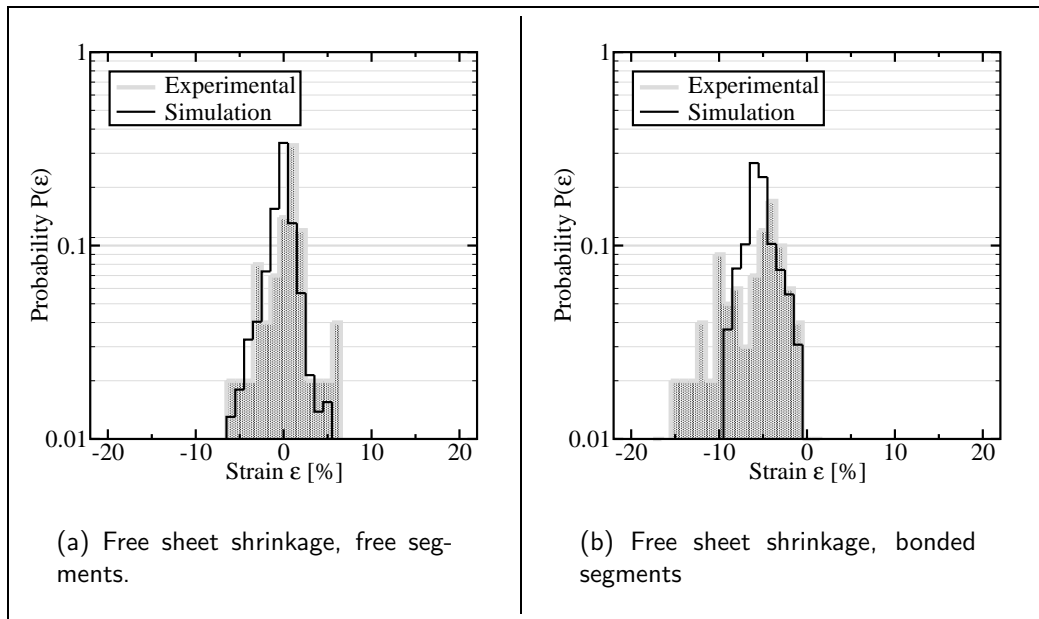 1
Experimental
Simulation
0.1
0.01
Probability P(ε)
-20 -10 0 10 20
Strain ε [%]
(a) Free sheet shrinkage, free seg-
ments.
1
Experimental
Simulation
0.1
0.01
Probability P(ε)
-20 -10 0 10 20
Strain ε [%]
(b) Free sheet shrinkage, bonded
segments